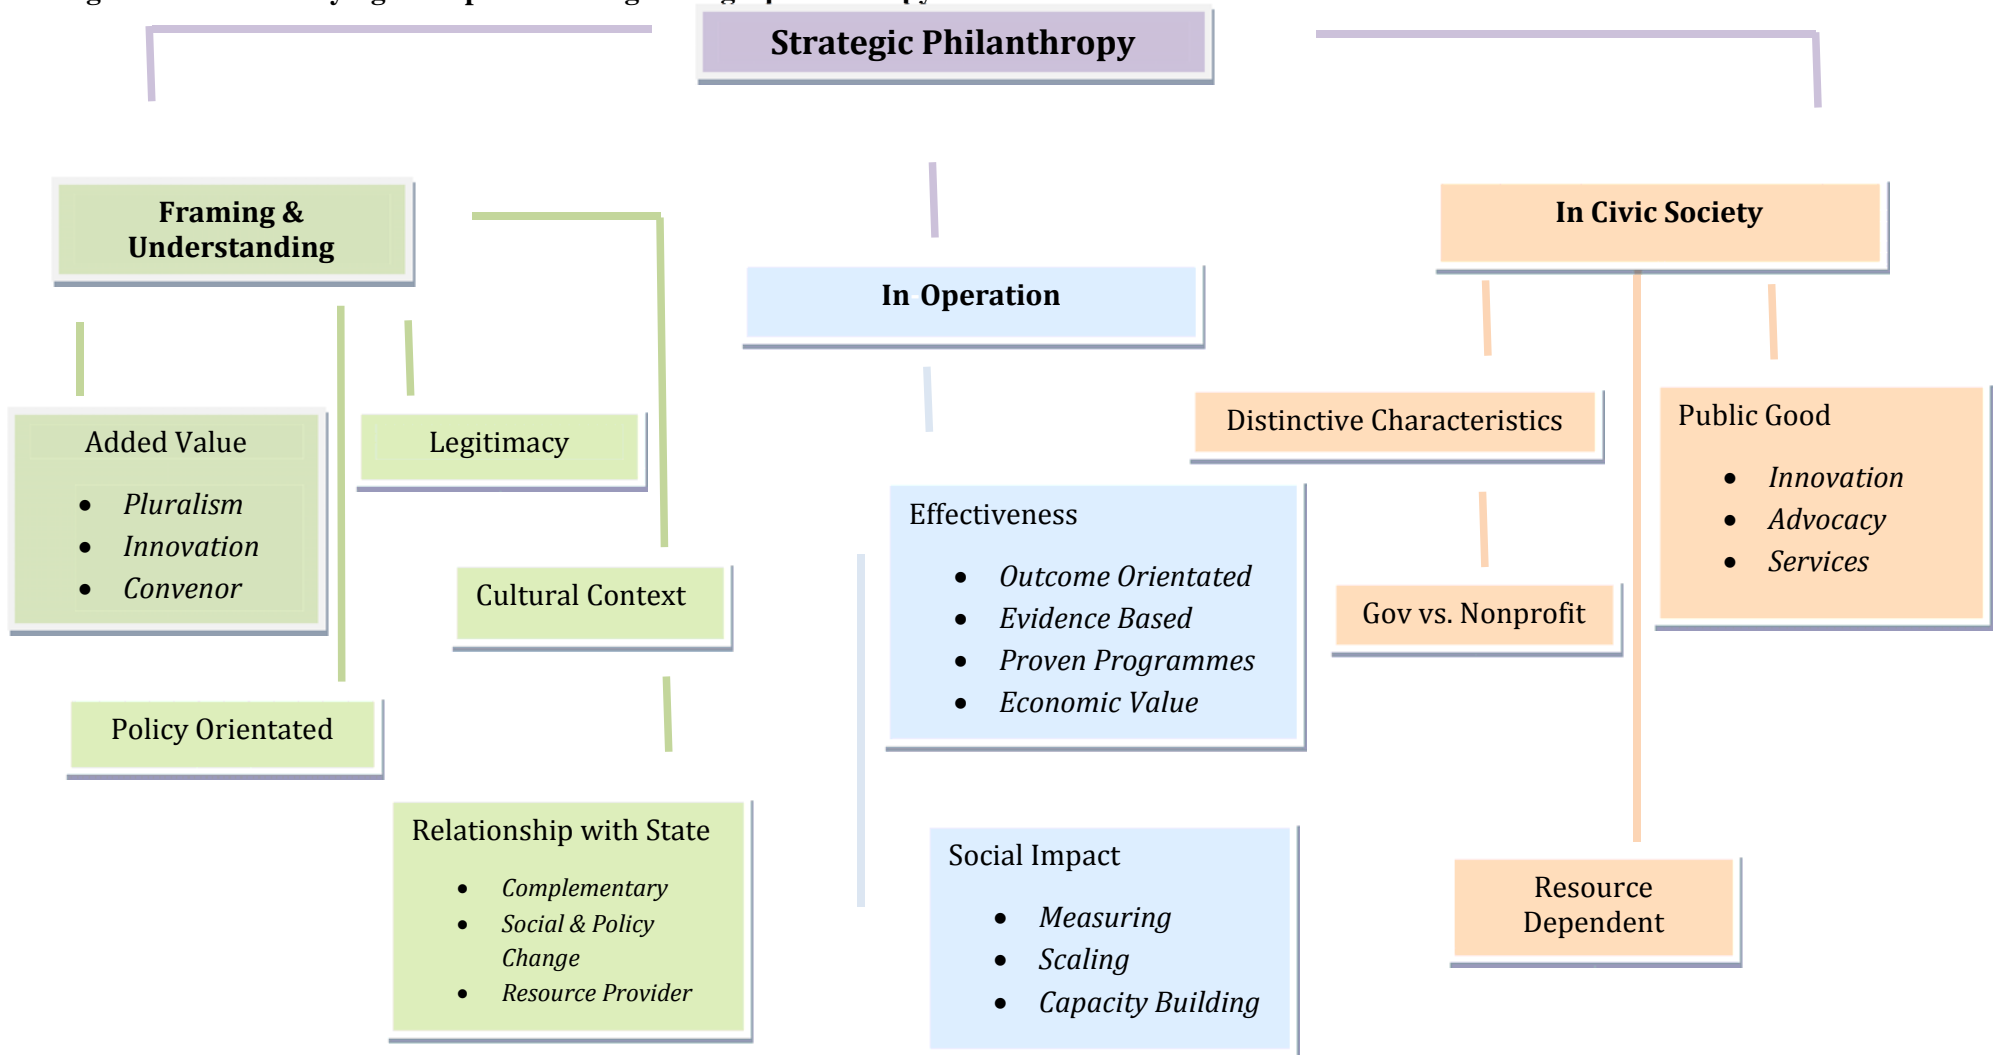 Strategic Philanthropy
Framing &
Understanding
Added Value
• Pluralism
• Innovation
• Convenor
Legitimacy
Cultural Context
Policy Orientated
Relationship with State
• Complementary
• Social & Policy
Change
• Resource Provider
In Operation
Effectiveness
• Outcome Orientated
• Evidence Based
• Proven Programmes
• Economic Value
Social Impact
• Measuring
• Scaling
• Capacity Building
In Civic Society
Distinctive Characteristics
Gov vs. Nonprofit
Public Good
• Innovation
• Advocacy
• Services
Resource
Dependent